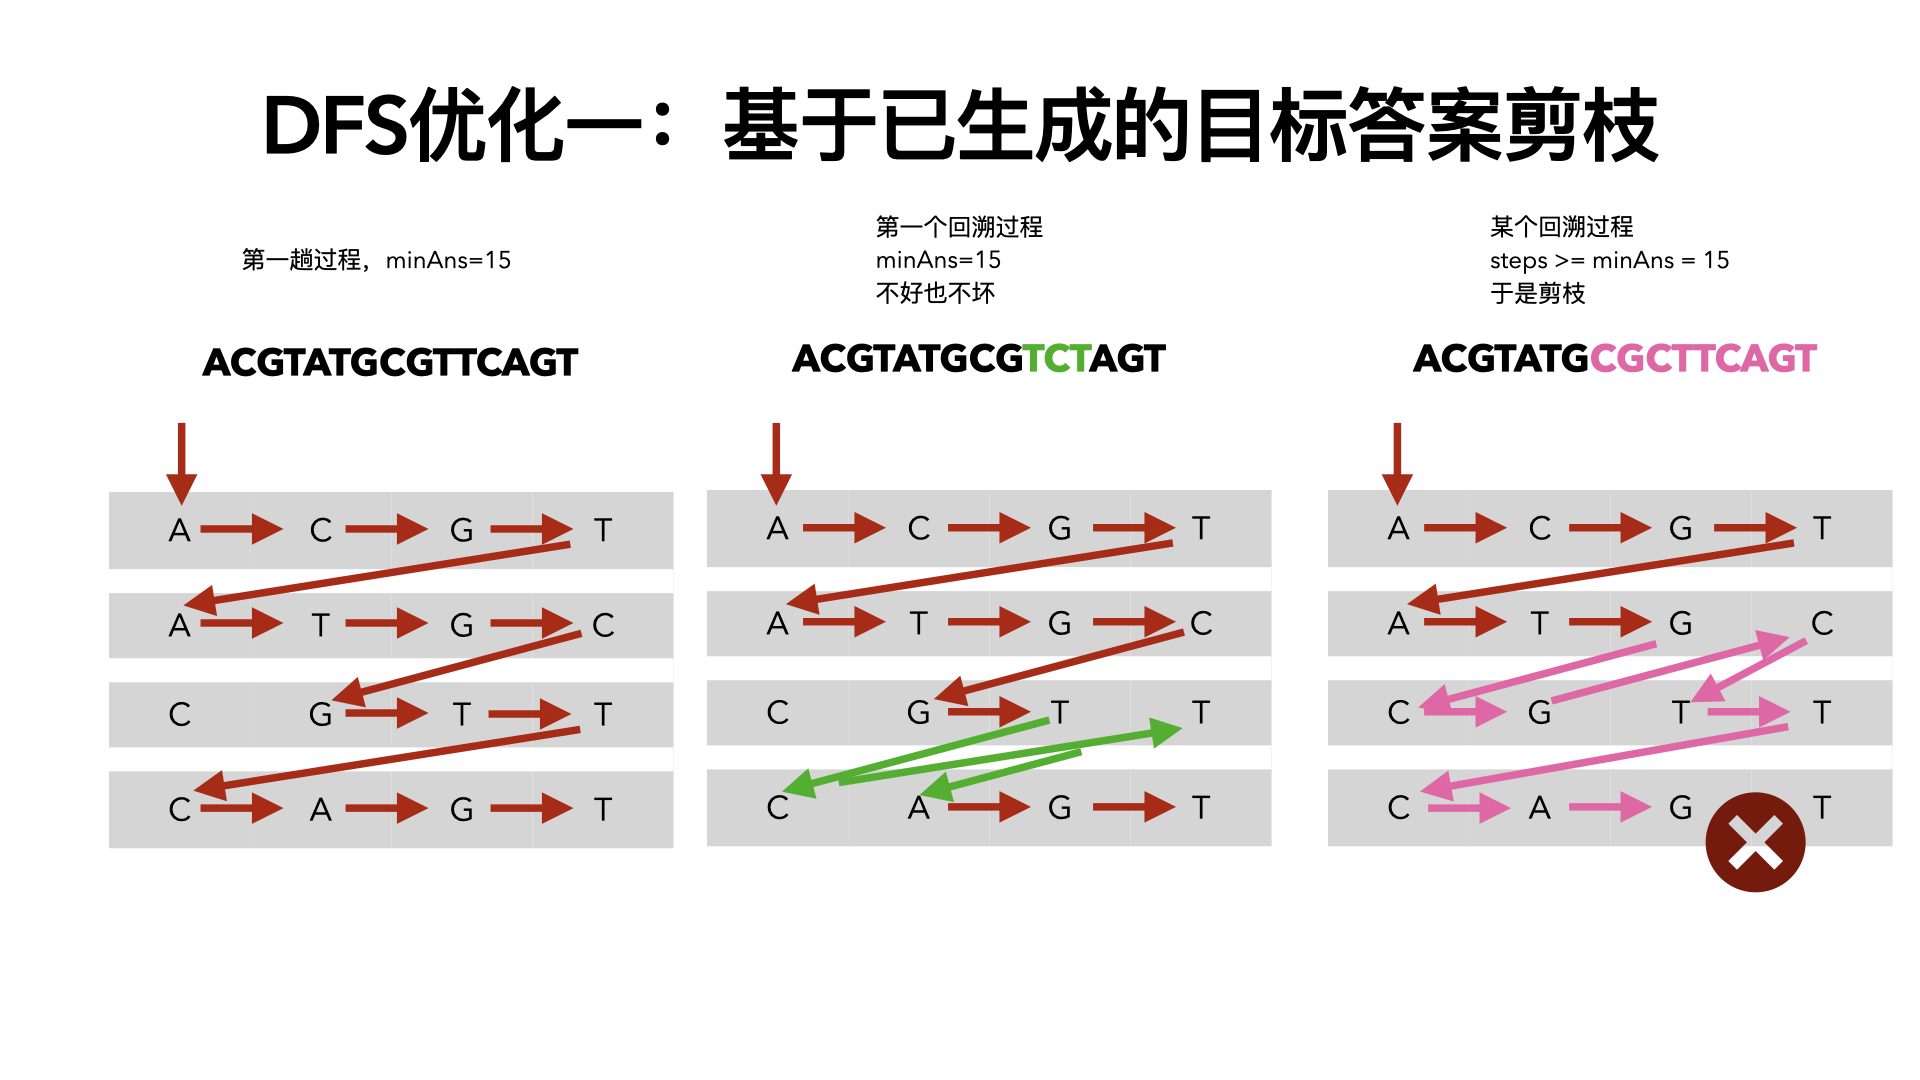 DFS优化一：基于已生成的目标答案剪枝
第一趟过程，minAns=15
ACGTATGCGTTCAGT
A C G T
A T G C
C G T T
C A G T
第一个回溯过程
minAns=15
不好也不坏
ACGTATGCGTCTAGT
A C G T
A T G C
C G T T
C A G T
某个回溯过程
steps >= minAns = 15
于是剪枝
ACGTATGCGCTTCAGT
A C G T
A T G C
C G T T
C A G T